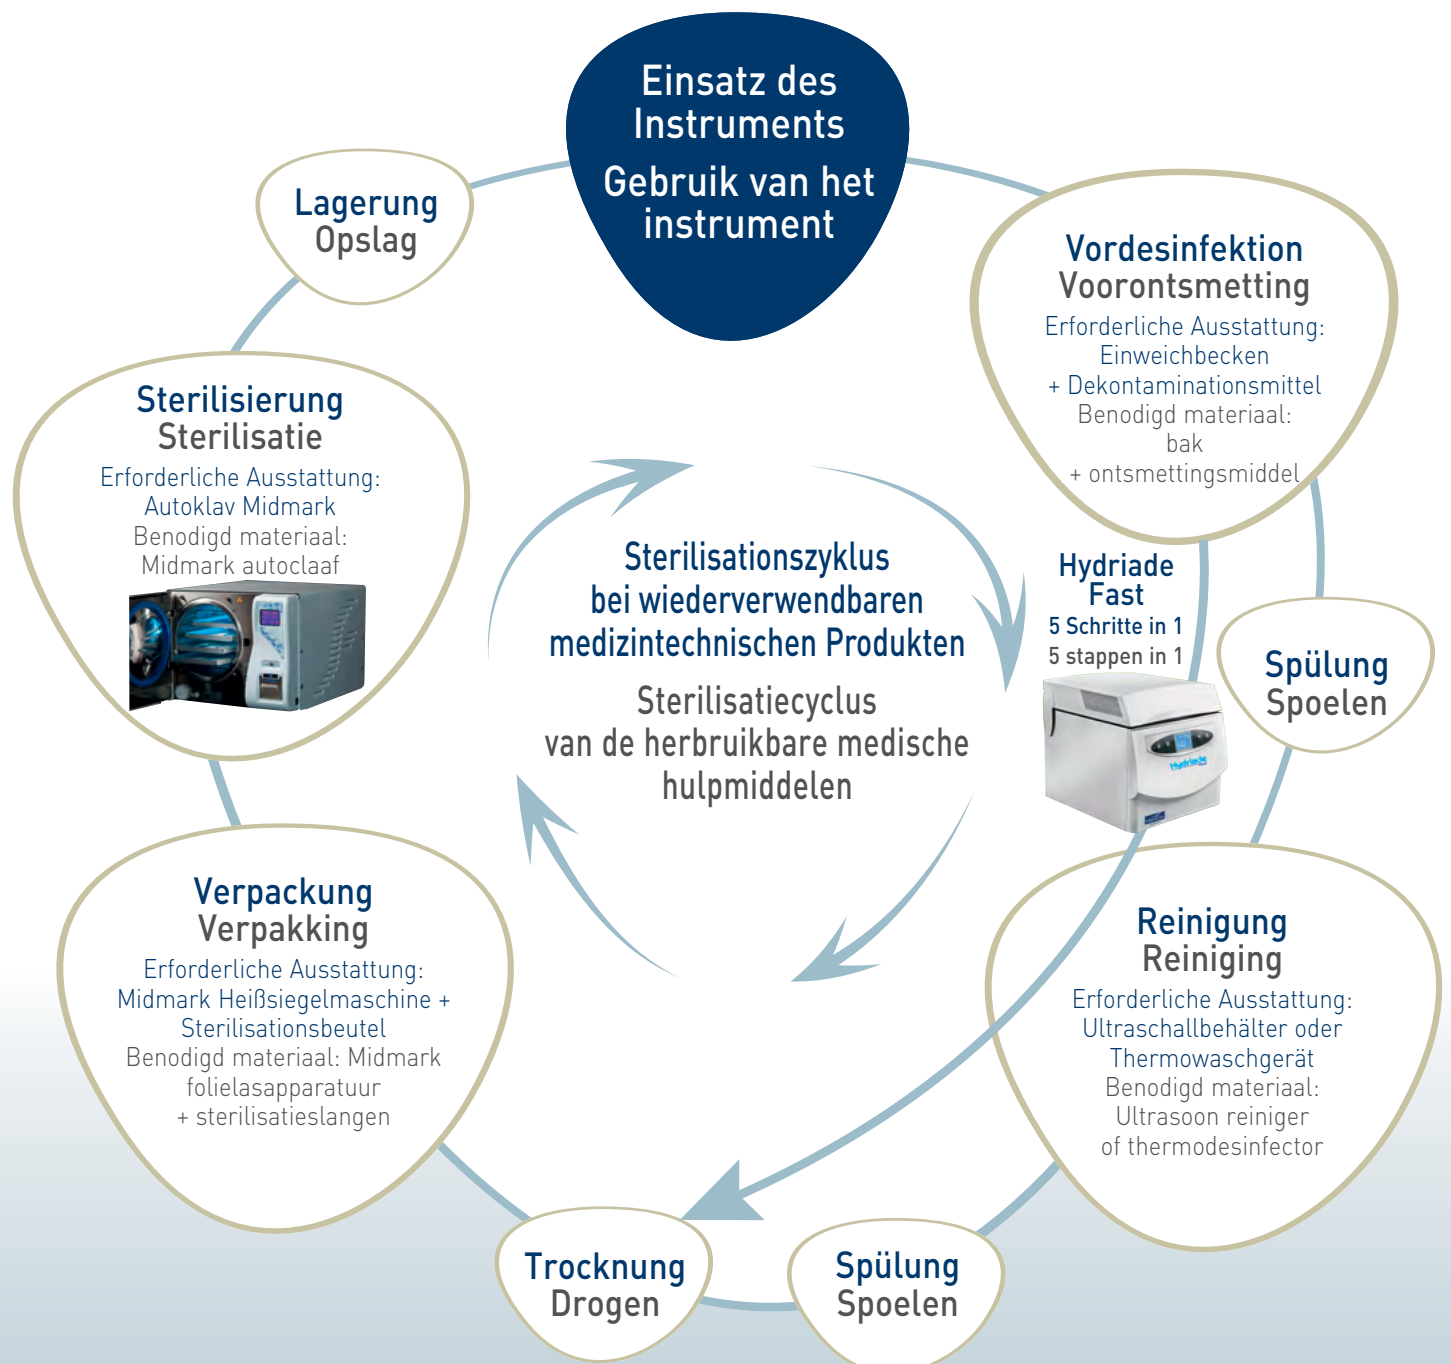 Einsatz des
Instruments
Gebruik van het
instrument
Lagerung
Opslag
Vordesinfektion
Voorontsmetting
Erforderliche Ausstattung:
Einweichbecken
+ Dekontaminationsmittel
Benodigd materiaal:
bak
+ ontsmettingsmiddel
Sterilisierung
Sterilisatie
Erforderliche Ausstattung:
Autoklav Midmark
Benodigd materiaal:
Midmark autoclaaf
Sterilisationszyklus
bei wiederverwendbaren
medizintechnischen Produkten
Sterilisatiecyclus
van de herbruikbare medische
hulpmiddelen
Hydriade
Fast
5 Schritte in 1
5 stappen in 1
Hydriade
Spülung
Spoelen
Verpackung
Verpakking
Erforderliche Ausstattung:
Midmark Heißsiegelmaschine +
Sterilisationsbeutel
Benodigd materiaal: Midmark
folielasapparatuur
+ sterilisatieslangen
Reinigung
Reiniging
Erforderliche Ausstattung:
Ultraschallbehälter oder
Thermowaschgerät
Benodigd materiaal:
Ultrasoon reiniger
of thermodesinfector
Trocknung
Drogen
Spülung
Spoelen